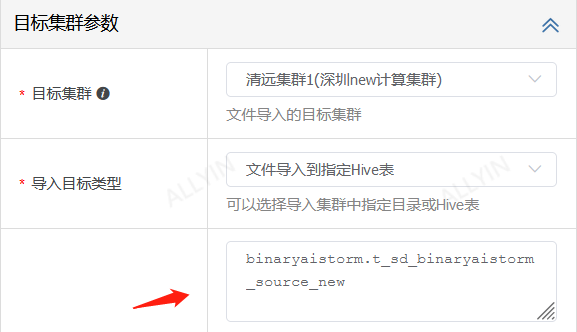 目标集群参数
* 目标集群
清远集群1(深圳new计算集群)
文件导入的目标集群
* 导入目标类型
文件导入到指定Hive表
可以选择导入集群中指定目录或Hive表
binaryaistorm.t_sd_binaryaistorm
_source_new
ALLYIN
ALLYIN